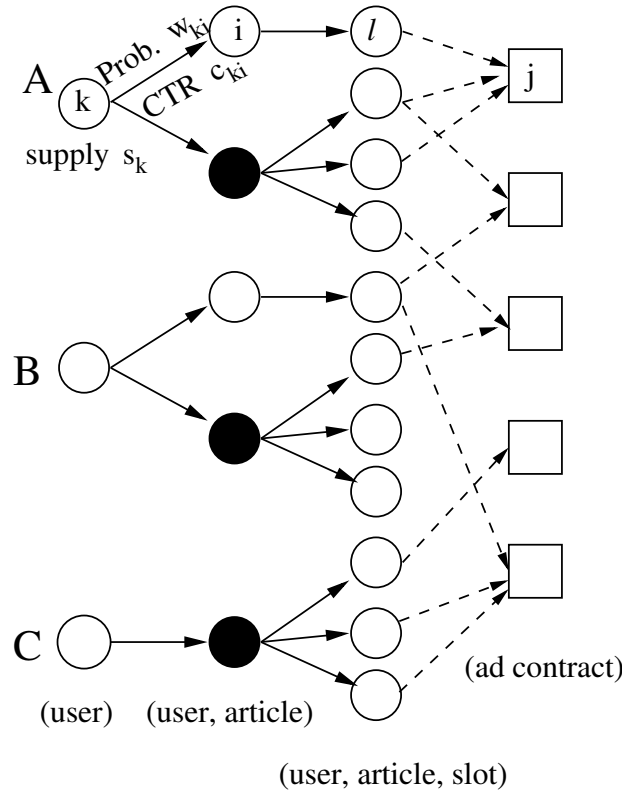 A
k
Prob. w_ki
CTR c_ki
i
l
j
supply s_k
B
C
(user)
(user, article)
(ad contract)
(user, article, slot)